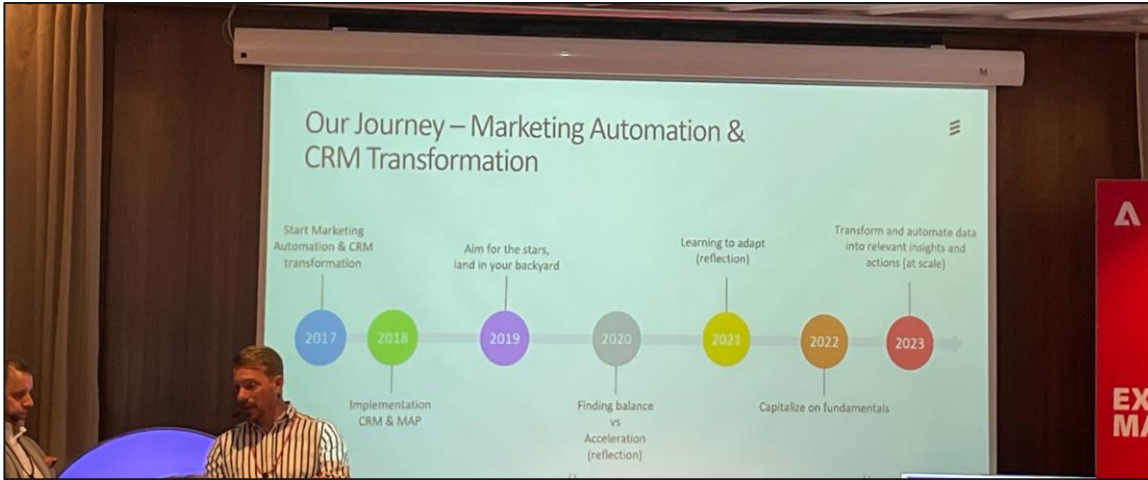 Our Journey – Marketing Automation &
CRM Transformation
Start Marketing
Automation & CRM
transformation
Aim for the stars,
land in your backyard
Learning to adapt
(reflection)
Transform and automate data
into relevant insights and
actions (at scale)
2017
2018
2019
2020
2021
2022
2023
Implementation
CRM & MAP
Finding balance
vs
Acceleration
(reflection)
Capitalize on fundamentals
EX
MA